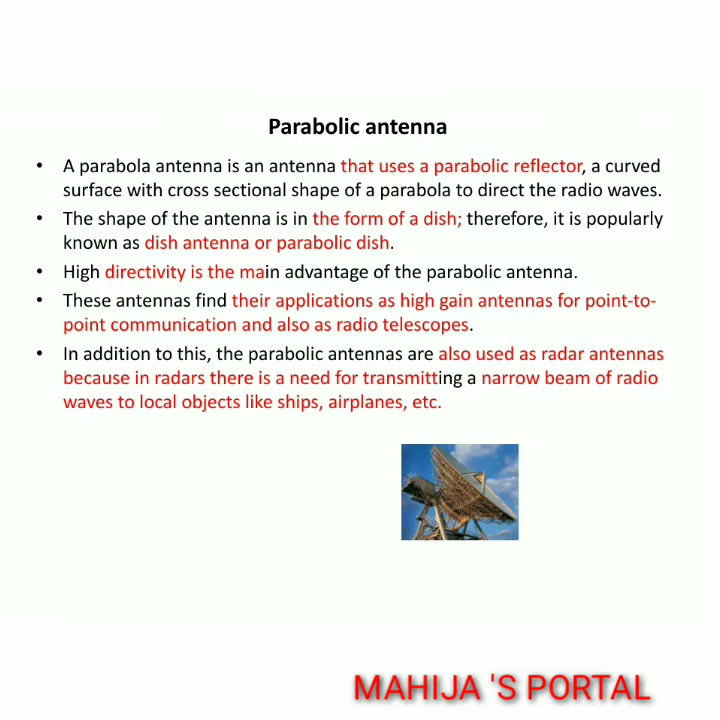 Parabolic antenna
• A parabola antenna is an antenna that uses a parabolic reflector, a curved
surface with cross sectional shape of a parabola to direct the radio waves.
• The shape of the antenna is in the form of a dish; therefore, it is popularly
known as dish antenna or parabolic dish.
• High directivity is the main advantage of the parabolic antenna.
• These antennas find their applications as high gain antennas for point-to-
point communication and also as radio telescopes.
• In addition to this, the parabolic antennas are also used as radar antennas
because in radars there is a need for transmitting a narrow beam of radio
waves to local objects like ships, airplanes, etc.
MAHIJA 'S PORTAL